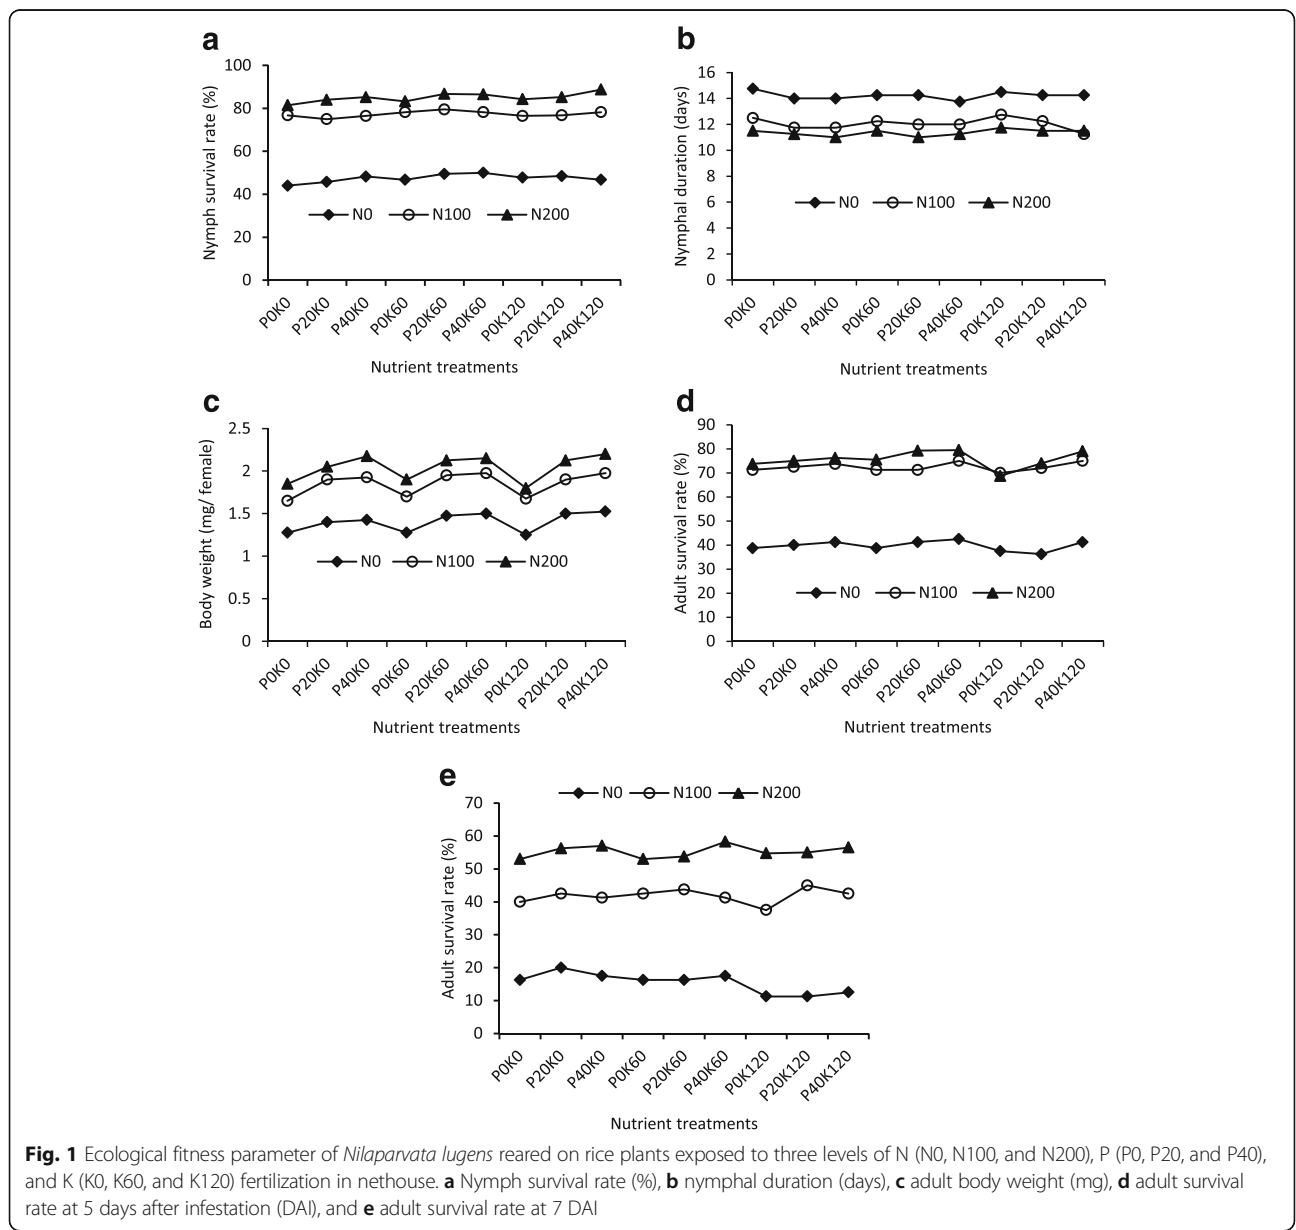 a
100
80
60
40
20
0
Nymph survival rate (%)
N0 N100 N200
P0K0 P20K0 P40K0 P0K60 P20K60 P40K60 P0K120 P20K120 P40K120
Nutrient treatments
b
16
14
12
10
8
6
4
2
0
Nymphal duration (days)
N0 N100 N200
P0K0 P20K0 P40K0 P0K60 P20K60 P40K60 P0K120 P20K120 P40K120
Nutrient treatments
c
2.5
2
1.5
1
0.5
0
Body weight (mg/ female)
N0 N100 N200
P0K0 P20K0 P40K0 P0K60 P20K60 P40K60 P0K120 P20K120 P40K120
Nutrient treatments
d
90
80
70
60
50
40
30
20
10
0
Adult survival rate (%)
N0 N100 N200
P0K0 P20K0 P40K0 P0K60 P20K60 P40K60 P0K120 P20K120 P40K120
Nutrient treatments
e
N0 N100 N200
70
60
50
40
30
20
10
0
Adult survival rate (%)
P0K0 P20K0 P40K0 P0K60 P20K60 P40K60 P0K120 P20K120 P40K120
Nutrient treatments
Fig. 1 Ecological fitness parameter of Nilaparvata lugens reared on rice plants exposed to three levels of N (N0, N100, and N200), P (P0, P20, and P40),
and K (K0, K60, and K120) fertilization in nethouse. a Nymph survival rate (%), b nymphal duration (days), c adult body weight (mg), d adult survival
rate at 5 days after infestation (DAI), and e adult survival rate at 7 DAI